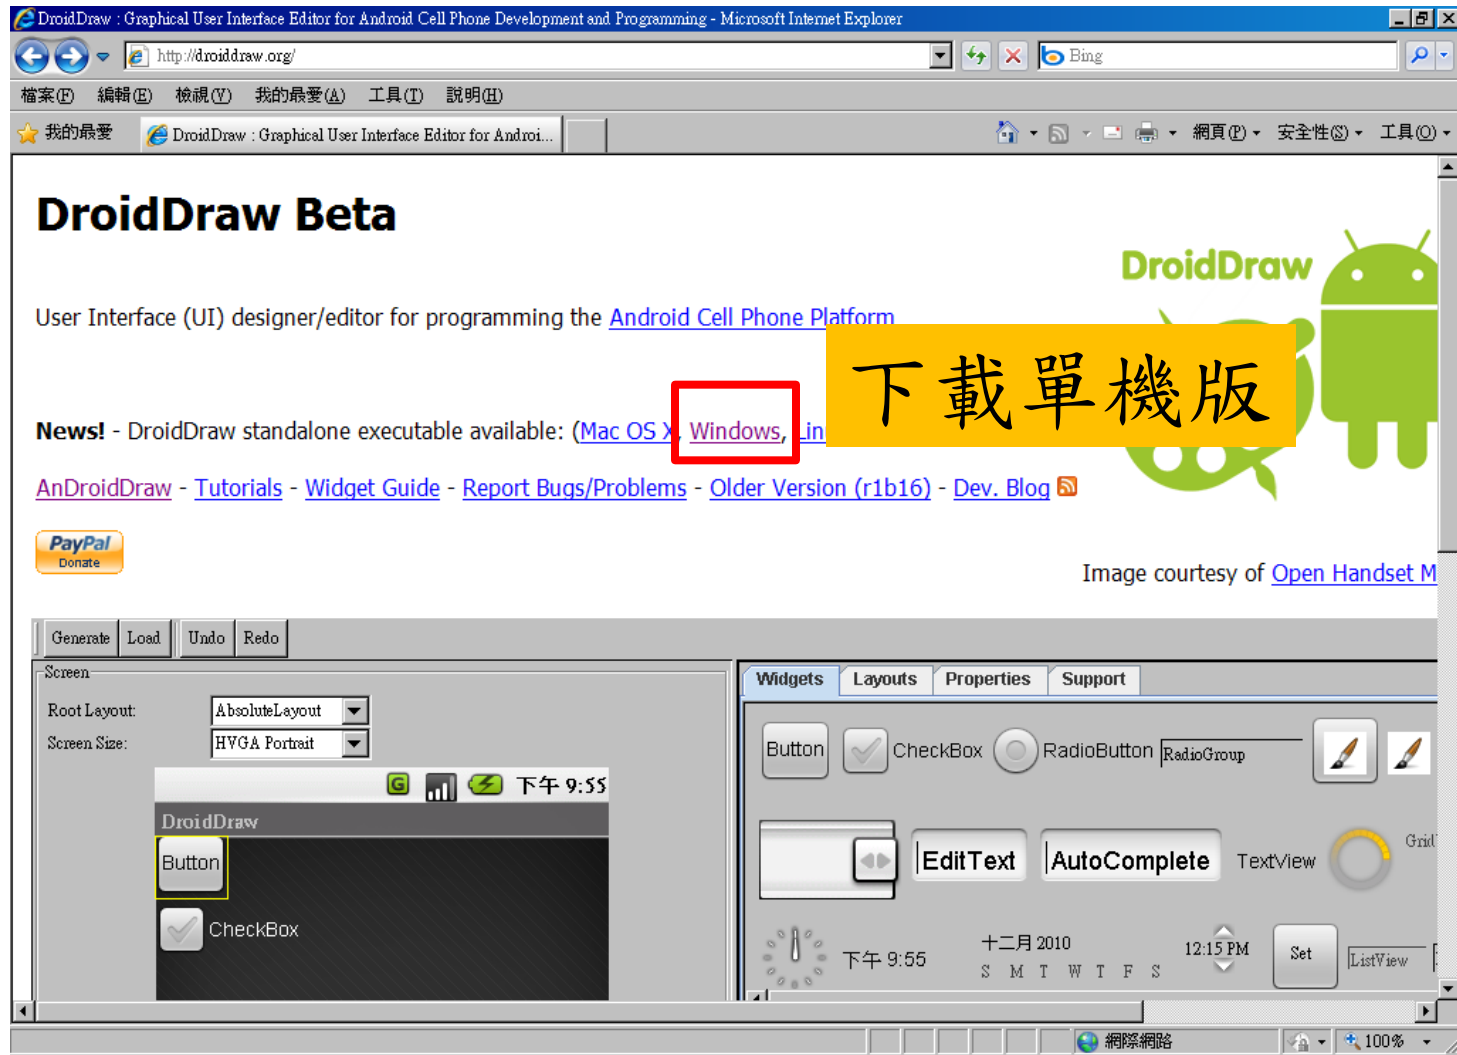 DroidDraw : Graphical User Interface Editor for Android Cell Phone Development and Programming - Microsoft Internet Explorer
http://droiddraw.org/
Bing
檔案(F) 編輯(E) 檢視(V) 我的最愛(A) 工具(T) 說明(H)
我的最愛 DroidDraw : Graphical User Interface Editor for Androi... 網頁(P) 安全性(S) 工具(O)
DroidDraw Beta
DroidDraw
User Interface (UI) designer/editor for programming the Android Cell Phone Platform
下載單機版
News! - DroidDraw standalone executable available: (Mac OS X, Windows, Lin
AnDroidDraw - Tutorials - Widget Guide - Report Bugs/Problems - Older Version (r1b16) - Dev. Blog
PayPal
Donate
Image courtesy of Open Handset M
Generate Load Undo Redo
Screen
Widgets Layouts Properties Support
Root Layout: AbsoluteLayout
Screen Size: HVGA Portrait
Button CheckBox RadioButton RadioGroup
下午 9:55
DroidDraw
Button
CheckBox
EditText AutoComplete TextView Grid
下午 9:55
十二月 2010
S M T W T F S
12:15 PM
Set
ListView
網際網路 100%